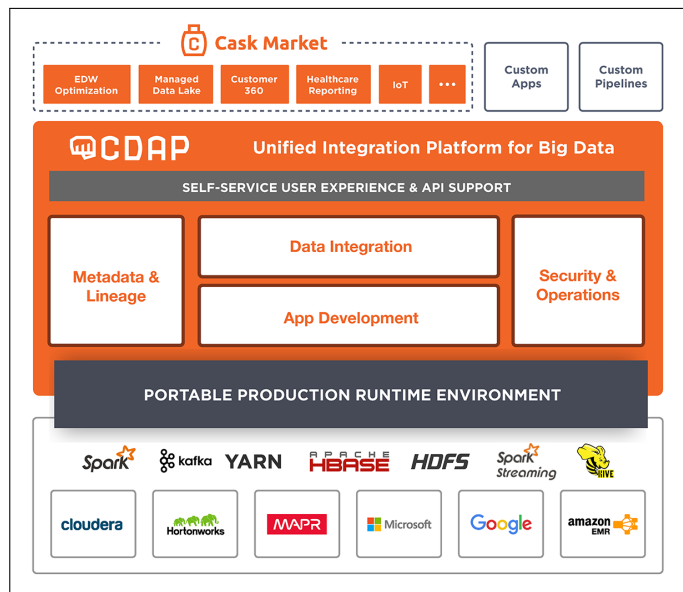 Cask Market
EDW
Optimization
Managed
Data Lake
Customer
360
Healthcare
Reporting
IoT
...
Custom
Apps
Custom
Pipelines
CDAP
Unified Integration Platform for Big Data
SELF-SERVICE USER EXPERIENCE & API SUPPORT
Metadata &
Lineage
Data Integration
App Development
Security &
Operations
PORTABLE PRODUCTION RUNTIME ENVIRONMENT
Spark
kafka
YARN
APACHE
HBASE
HDFS
Spark
Streaming
HIVE
cloudera
Hortonworks
MAPR
Microsoft
Google
amazon
EMR